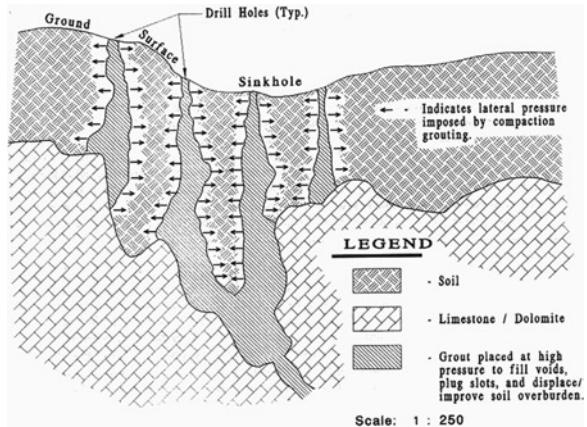 Drill Holes (Typ.)
Ground
Surface
Sinkhole
- Indicates lateral pressure
imposed by compaction
grouting.
LEGEND
- Soil
- Limestone / Dolomite
- Grout placed at high
pressure to fill voids,
plug slots, and displace/
improve soil overburden.
Scale: 1 : 250